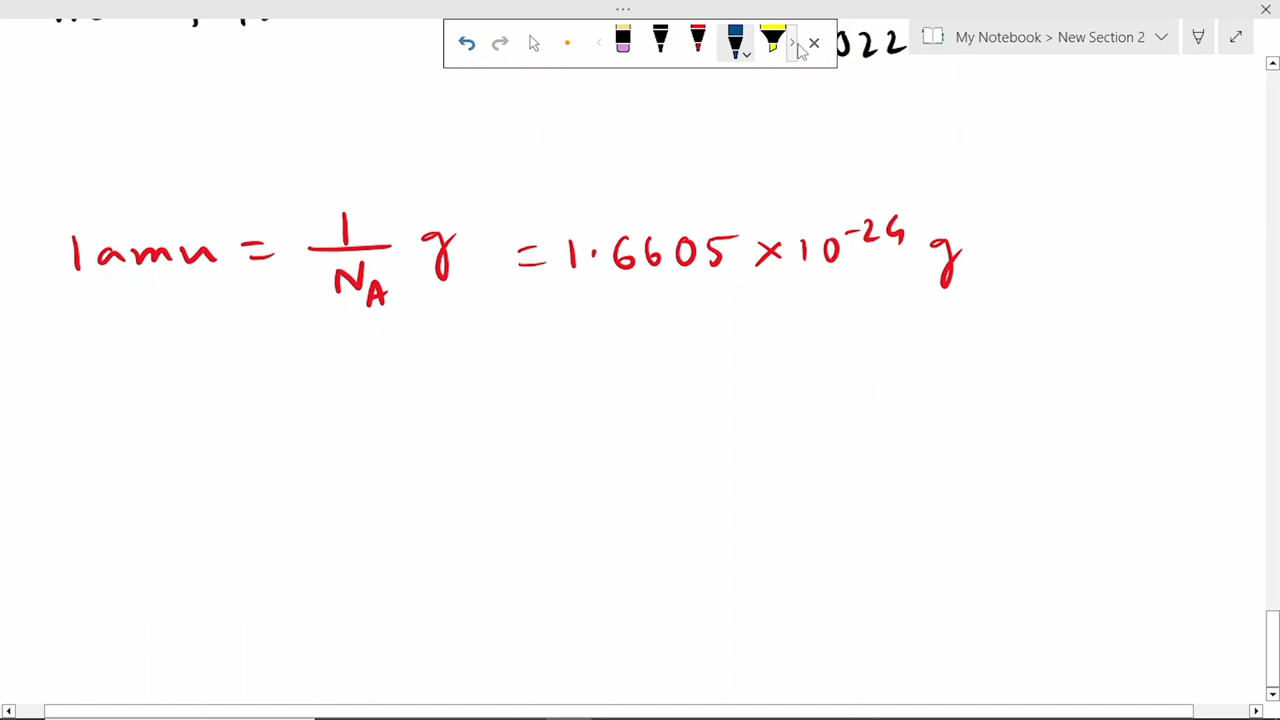 022
My Notebook > New Section 2
1 amu = 1/N_A g = 1.6605 × 10^-24 g